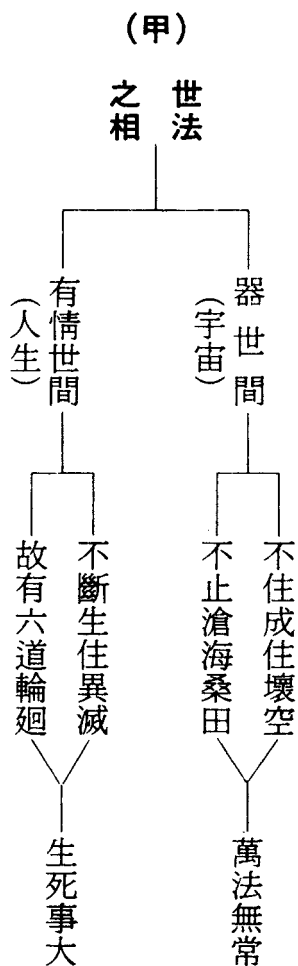 (甲)
世法
之相
器世間
(宇宙)
不住成住壞空
不止滄海桑田
萬法無常
有情世間
(人生)
不斷生住異滅
故有六道輪廻
生死事大